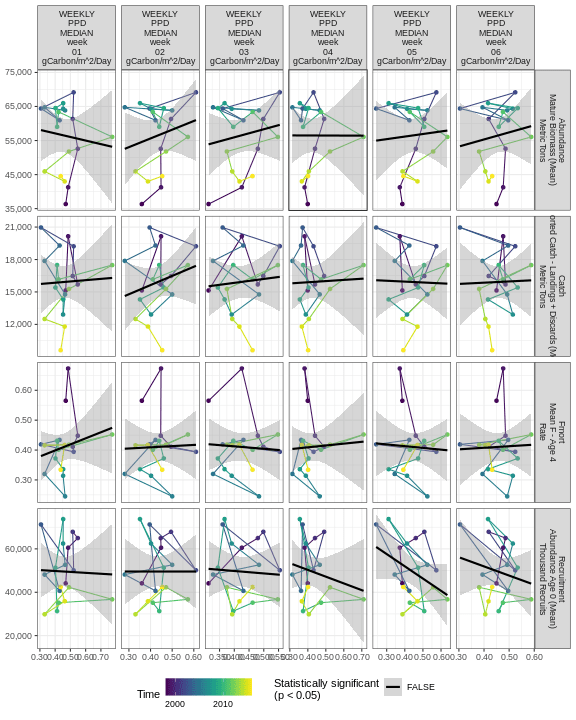 WEEKLY
PPD
MEDIAN
week
01
gCarbon/m^2/Day
WEEKLY
PPD
MEDIAN
week
02
gCarbon/m^2/Day
WEEKLY
PPD
MEDIAN
week
03
gCarbon/m^2/Day
WEEKLY
PPD
MEDIAN
week
04
gCarbon/m^2/Day
WEEKLY
PPD
MEDIAN
week
05
gCarbon/m^2/Day
WEEKLY
PPD
MEDIAN
week
06
gCarbon/m^2/Day
75,000
65,000
55,000
45,000
35,000
Abundance
Mature Biomass (Mean)
Metric Tons
21,000
18,000
15,000
12,000
Catch
orted Catch - Landings + Discards (M
Metric Tons
0.60
0.50
0.40
0.30
Fmort
Mean F - Age 4
Rate
60,000
40,000
20,000
Recruitment
Abundance Age 0 (Mean)
Thousand Recruits
0.30 0.40 0.50 0.60 0.70
0.30 0.40 0.50 0.60
0.30 0.40 0.50 0.60 0.70
0.30 0.40 0.50 0.60
0.30 0.40 0.50 0.60
Time
2000 2010
Statistically significant
(p < 0.05)
FALSE